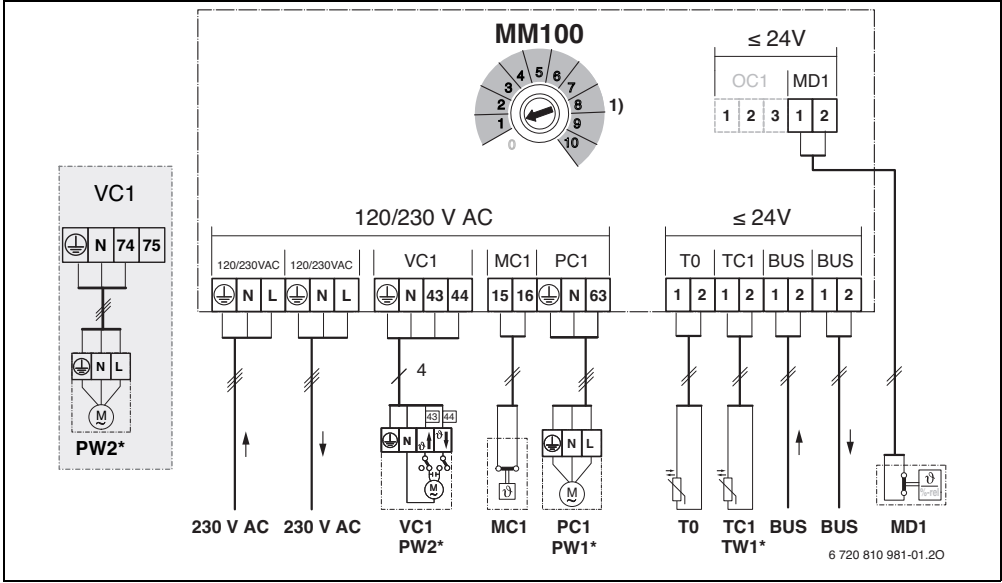 MM100
0 1 2 3 4 5 6 7 8 9 10
1)
≤ 24V
OC1 MD1
1 2 3 1 2
VC1
N 74 75
N L
M
~
PW2*
120/230 V AC
≤ 24V
120/230VAC 120/230VAC VC1 MC1 PC1 T0 TC1 BUS BUS
N L N L N 43 44 15 16 N 63 1 2 1 2 1 2 1 2
4
43 44
N ϑ ϑ
N L
M
~
ϑ
M
~
ϑ
%-rel
230 V AC 230 V AC VC1 MC1 PC1 T0 TC1 BUS BUS MD1
PW2* PW1* TW1*
6 720 810 981-01.2O